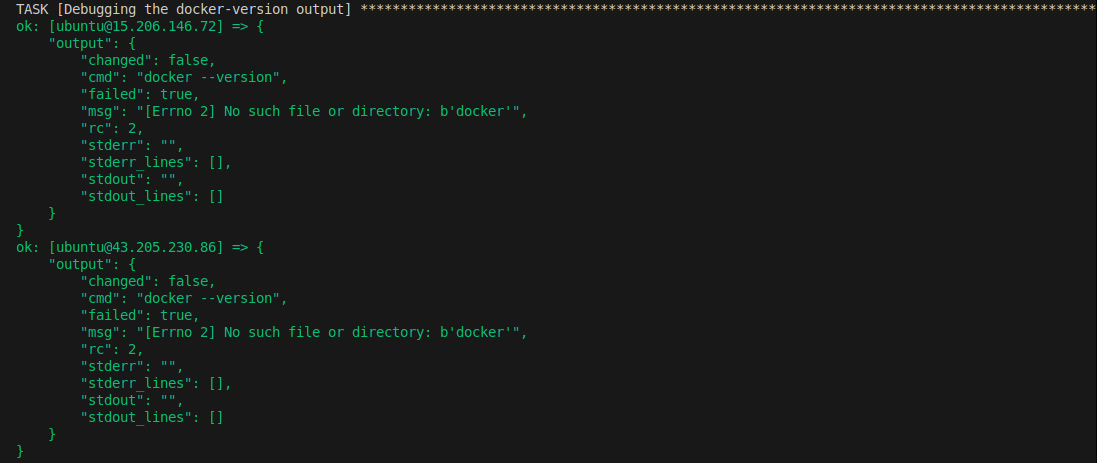 TASK [Debugging the docker-version output] ********************************************************************************************
ok: [ubuntu@15.206.146.72] => {
    "output": {
        "changed": false,
        "cmd": "docker --version",
        "failed": true,
        "msg": "[Errno 2] No such file or directory: b'docker'",
        "rc": 2,
        "stderr": "",
        "stderr_lines": [],
        "stdout": "",
        "stdout_lines": []
    }
}
ok: [ubuntu@43.205.230.86] => {
    "output": {
        "changed": false,
        "cmd": "docker --version",
        "failed": true,
        "msg": "[Errno 2] No such file or directory: b'docker'",
        "rc": 2,
        "stderr": "",
        "stderr_lines": [],
        "stdout": "",
        "stdout_lines": []
    }
}